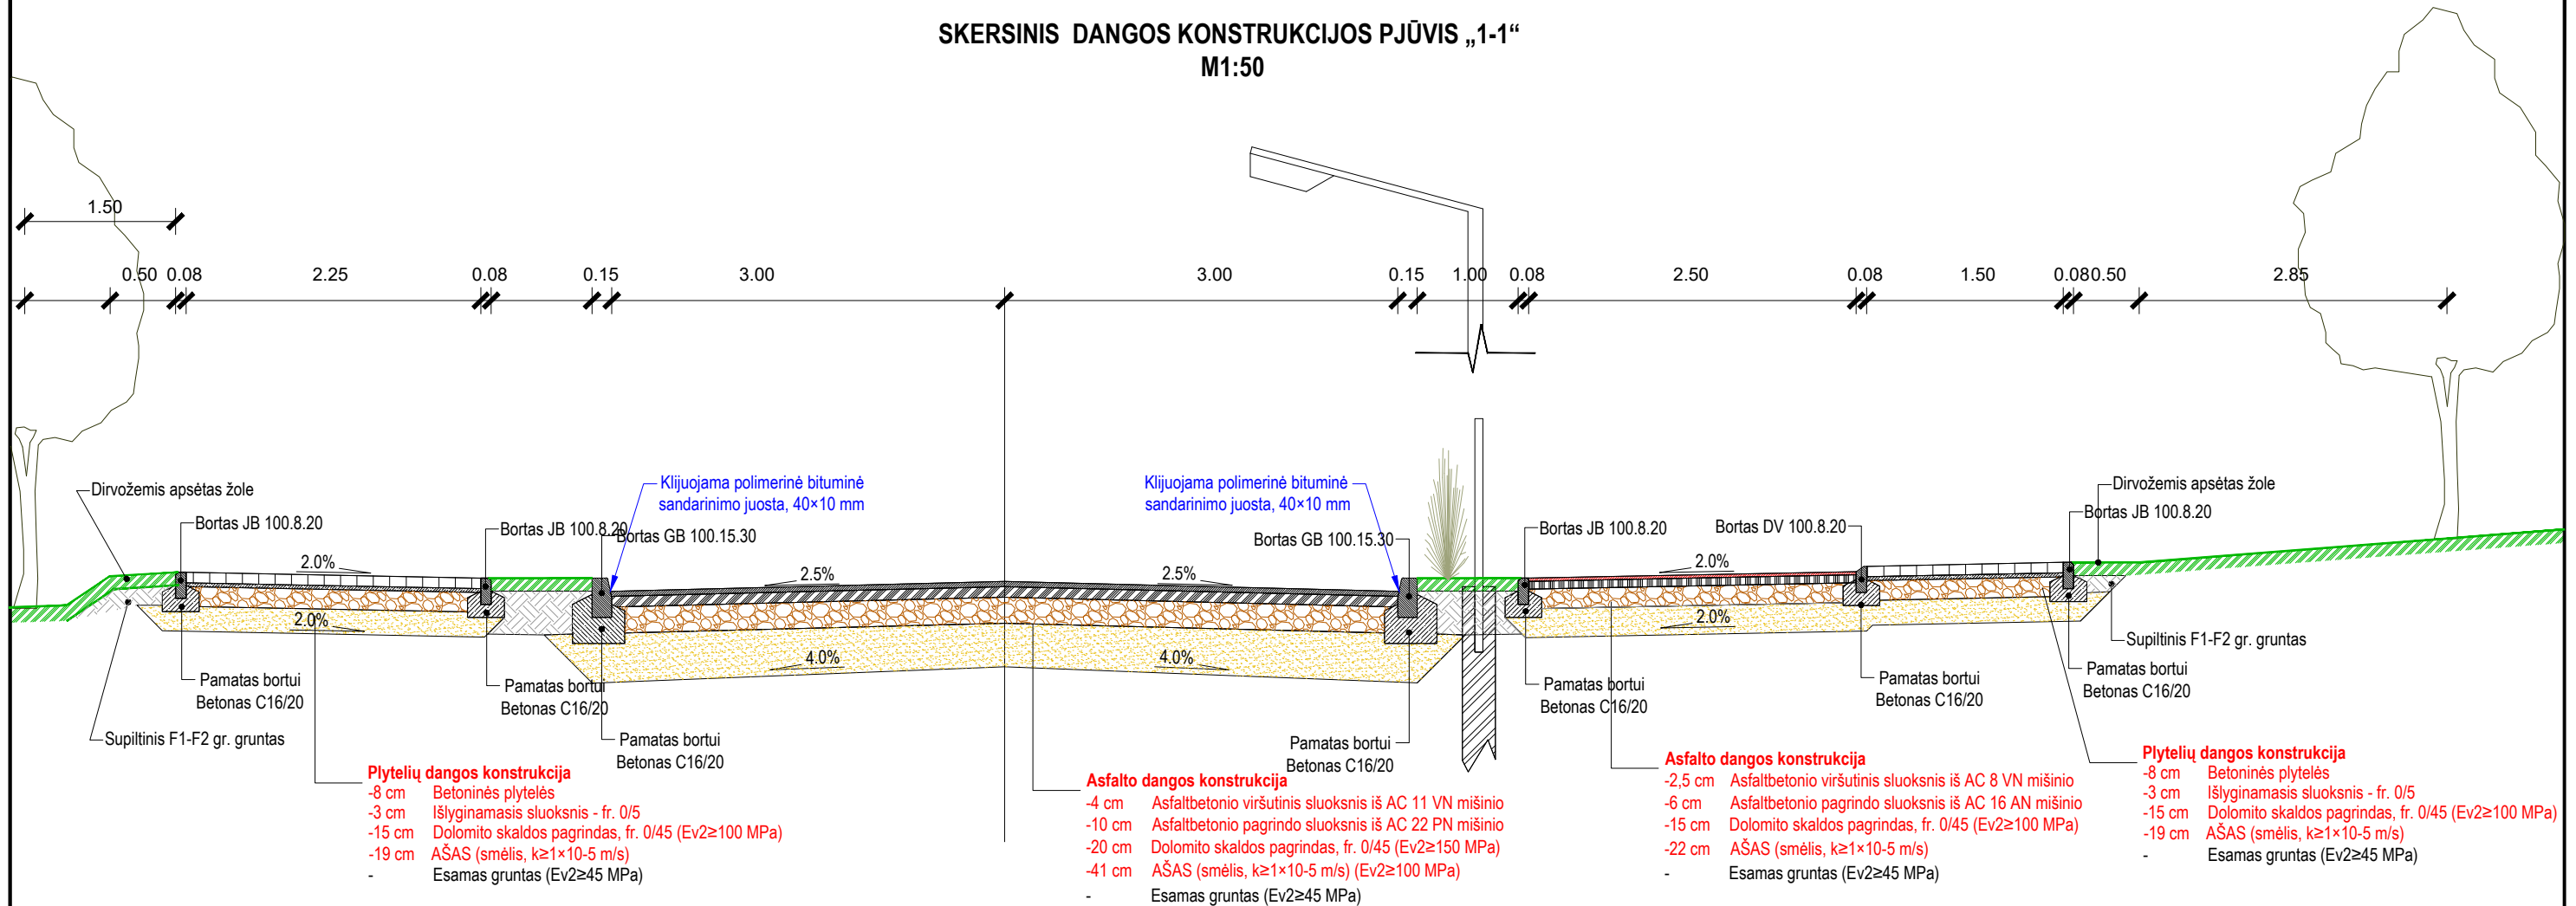 SKERSINIS DANGOS KONSTRUKCIJOS PJŪVIS „1-1“
M1:50
1.50
0.50 0.08 2.25 0.08 0.15 3.00 3.00 0.15 1.00 0.08 2.50 0.08 1.50 0.08 0.50 2.85
Dirvožemis apsėtas žole
Bortas JB 100.8.20
Bortas JB 100.8.20
Klijuojama polimerinė bituminė
sandarinimo juosta, 40×10 mm
Bortas GB 100.15.30
Klijuojama polimerinė bituminė
sandarinimo juosta, 40×10 mm
Bortas GB 100.15.30
Bortas JB 100.8.20
Bortas DV 100.8.20
Dirvožemis apsėtas žole
Bortas JB 100.8.20
2.0%
2.5%
2.5%
2.0%
2.0%
4.0%
4.0%
2.0%
Supiltinis F1-F2 gr. gruntas
Pamatas bortui
Betonas C16/20
Pamatas bortui
Betonas C16/20
Pamatas bortui
Betonas C16/20
Pamatas bortui
Betonas C16/20
Pamatas bortui
Betonas C16/20
Pamatas bortui
Betonas C16/20
Pamatas bortui
Betonas C16/20
Supiltinis F1-F2 gr. gruntas
Plytelių dangos konstrukcija
-8 cm Betoninės plytelės
-3 cm Išlyginamasis sluoksnis - fr. 0/5
-15 cm Dolomito skaldos pagrindas, fr. 0/45 (Ev2≥100 MPa)
-19 cm AŠAS (smėlis, k≥1×10-5 m/s)
- Esamas gruntas (Ev2≥45 MPa)
Asfalto dangos konstrukcija
-4 cm Asfaltbetonio viršutinis sluoksnis iš AC 11 VN mišinio
-10 cm Asfaltbetonio pagrindo sluoksnis iš AC 22 PN mišinio
-20 cm Dolomito skaldos pagrindas, fr. 0/45 (Ev2≥150 MPa)
-41 cm AŠAS (smėlis, k≥1×10-5 m/s) (Ev2≥100 MPa)
- Esamas gruntas (Ev2≥45 MPa)
Asfalto dangos konstrukcija
-2,5 cm Asfaltbetonio viršutinis sluoksnis iš AC 8 VN mišinio
-6 cm Asfaltbetonio pagrindo sluoksnis iš AC 16 AN mišinio
-15 cm Dolomito skaldos pagrindas, fr. 0/45 (Ev2≥100 MPa)
-22 cm AŠAS (smėlis, k≥1×10-5 m/s)
- Esamas gruntas (Ev2≥45 MPa)
Plytelių dangos konstrukcija
-8 cm Betoninės plytelės
-3 cm Išlyginamasis sluoksnis - fr. 0/5
-15 cm Dolomito skaldos pagrindas, fr. 0/45 (Ev2≥100 MPa)
-19 cm AŠAS (smėlis, k≥1×10-5 m/s)
- Esamas gruntas (Ev2≥45 MPa)